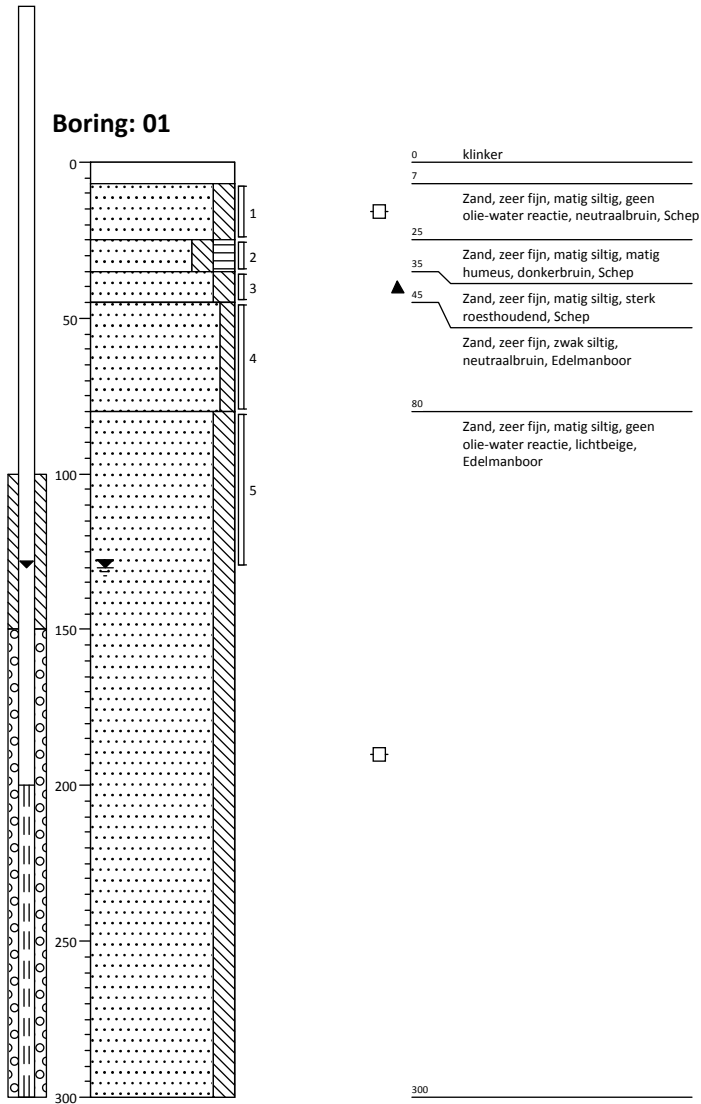 Boring: 01
0
50
100
150
200
250
300
1
2
3
4
5
0 klinker
7
Zand, zeer fijn, matig siltig, geen
olie-water reactie, neutraalbruin, Schep
25
Zand, zeer fijn, matig siltig, matig
humeus, donkerbruin, Schep
35
Zand, zeer fijn, matig siltig, sterk
roesthoudend, Schep
45
Zand, zeer fijn, zwak siltig,
neutraalbruin, Edelmanboor
80
Zand, zeer fijn, matig siltig, geen
olie-water reactie, lichtbeige,
Edelmanboor
300